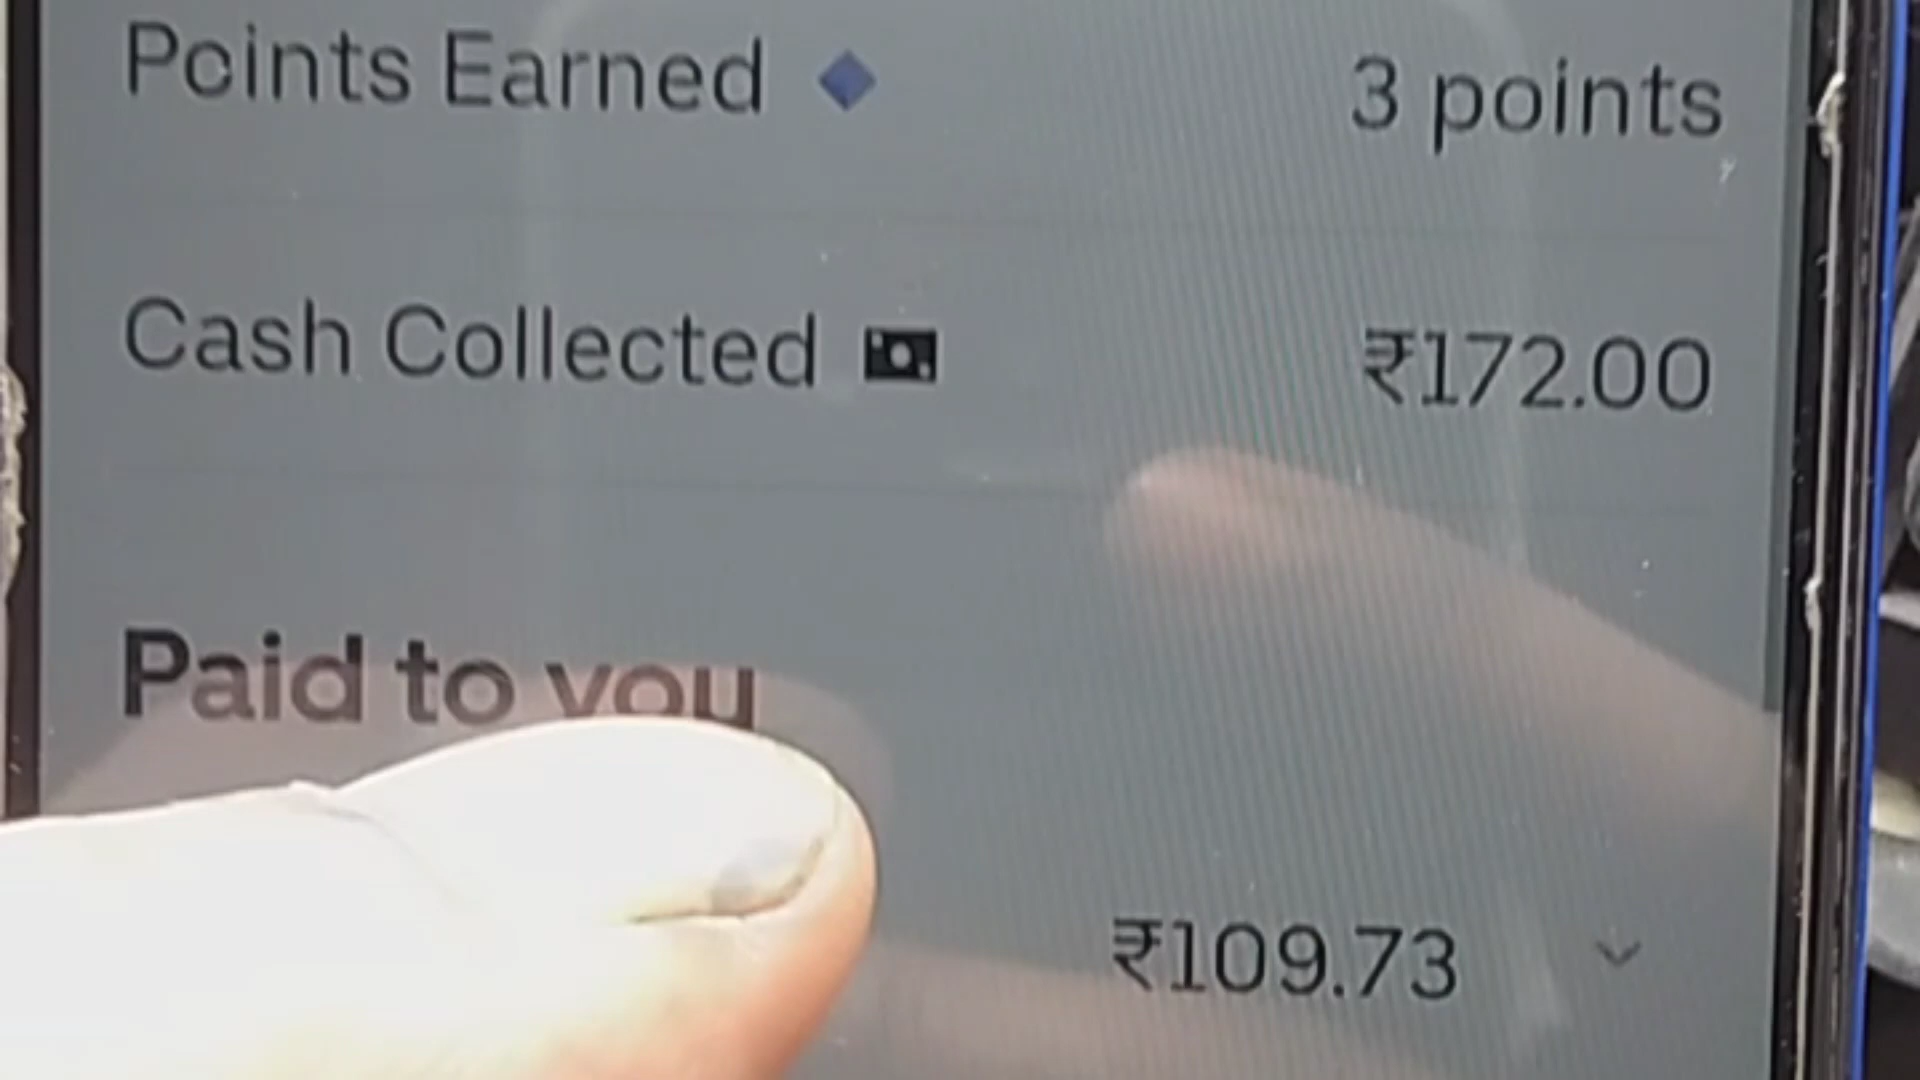 Points Earned 3 points
Cash Collected ₹172.00
Paid to you
₹109.73